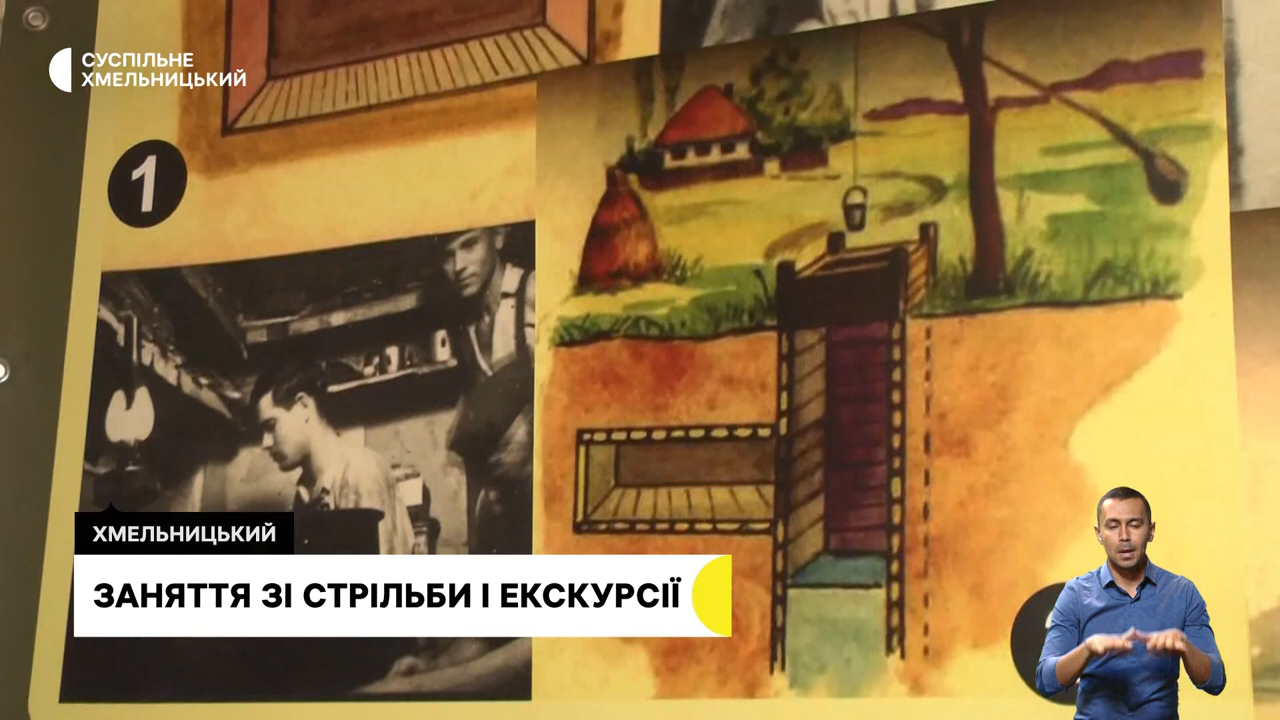 СУСПІЛЬНЕ
ХМЕЛЬНИЦЬКИЙ
1
ХМЕЛЬНИЦЬКИЙ
ЗАНЯТТЯ ЗІ СТРІЛЬБИ І ЕКСКУРСІЇ